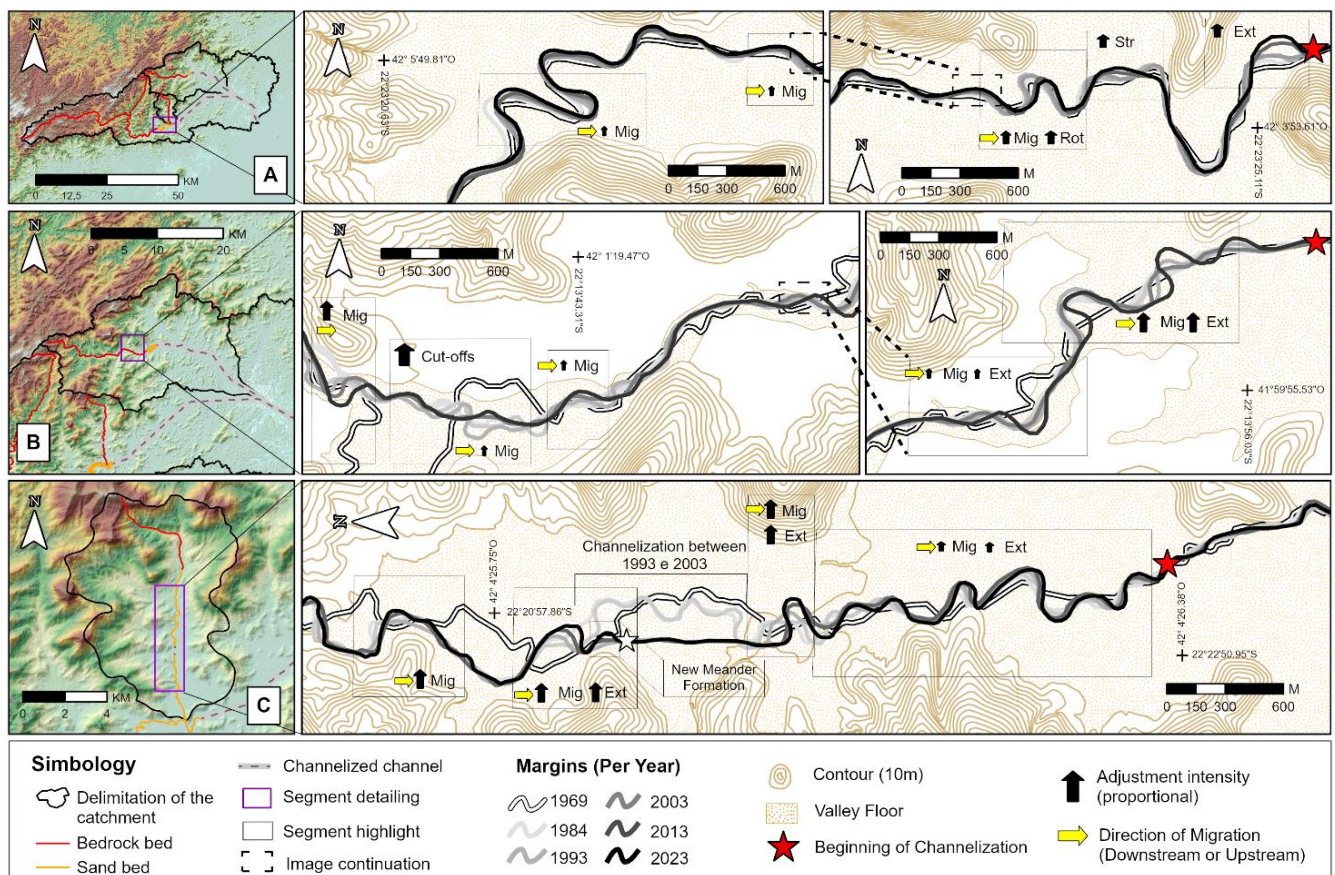 N
0 12,5 25 50 KM
A
N
42° 5'49.81"O
22°23'20.63"S
Mig
Mig
M
0 150 300 600
Str
Ext
Mig Rot
42° 3'53.61"O
22°23'25.11"S
N
M
0 150 300 600
KM
0 5 10 20
N
B
N
M
0 150 300 600
42° 1'19.47"O
22°13'43.31"S
Mig
Cut-offs
Mig
Mig
M
0 150 300 600
N
Mig Ext
Mig Ext
41°59'55.53"O
22°13'56.03"S
N
KM
0 2 4
C
N
42° 4'25.75"O
22°20'57.86"S
Channelization between
1993 e 2003
Mig
Ext
Mig Ext
Mig
Mig Ext
New Meander
Formation
42° 4'26.38"O
22°22'50.95"S
M
0 150 300 600
Simbology
Delimitation of the
catchment
Bedrock bed
Sand bed
Channelized channel
Segment detailing
Segment highlight
Image continuation
Margins (Per Year)
1969 2003
1984 2013
1993 2023
Contour (10m)
Valley Floor
Beginning of Channelization
Adjustment intensity
(proportional)
Direction of Migration
(Downstream or Upstream)